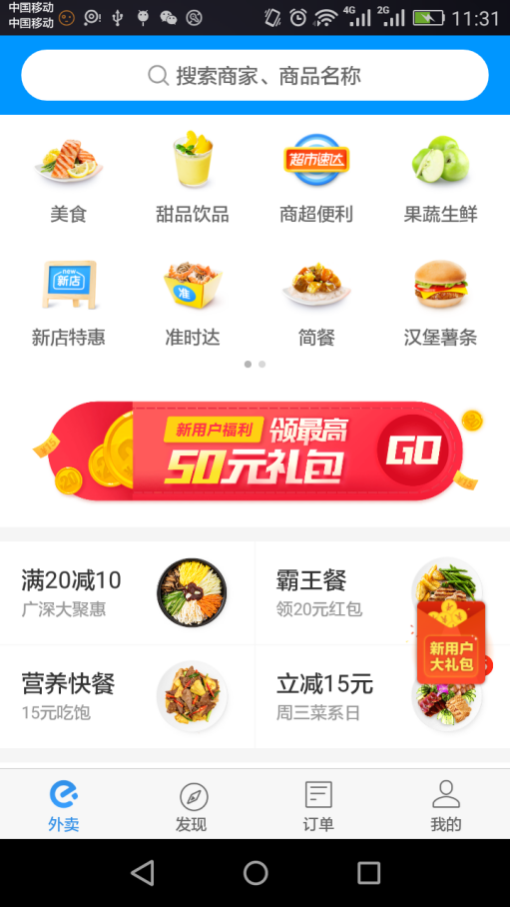 中国移动
中国移动
4G
2G
11:31
搜索商家、商品名称
超市速达
美食
甜品饮品
商超便利
果蔬生鲜
new
新店
准
新店特惠
准时达
简餐
汉堡薯条
新用户福利
领最高
50元礼包
GO
20
满20减10
广深大聚惠
霸王餐
领20元红包
新用户
大礼包
营养快餐
15元吃饱
立减15元
周三菜系日
外卖
发现
订单
我的